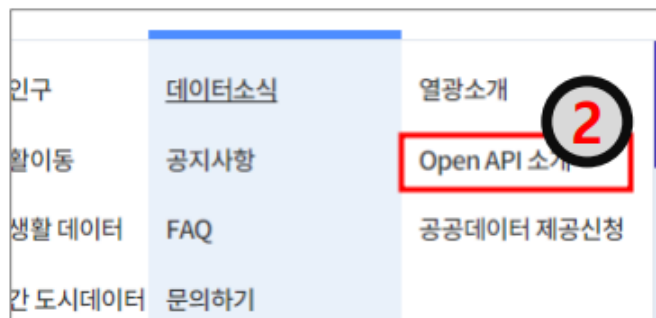 인구
데이터소식
열광소개
2
활이동
공지사항
Open API 소개
생활 데이터
FAQ
공공데이터 제공신청
간 도시데이터
문의하기